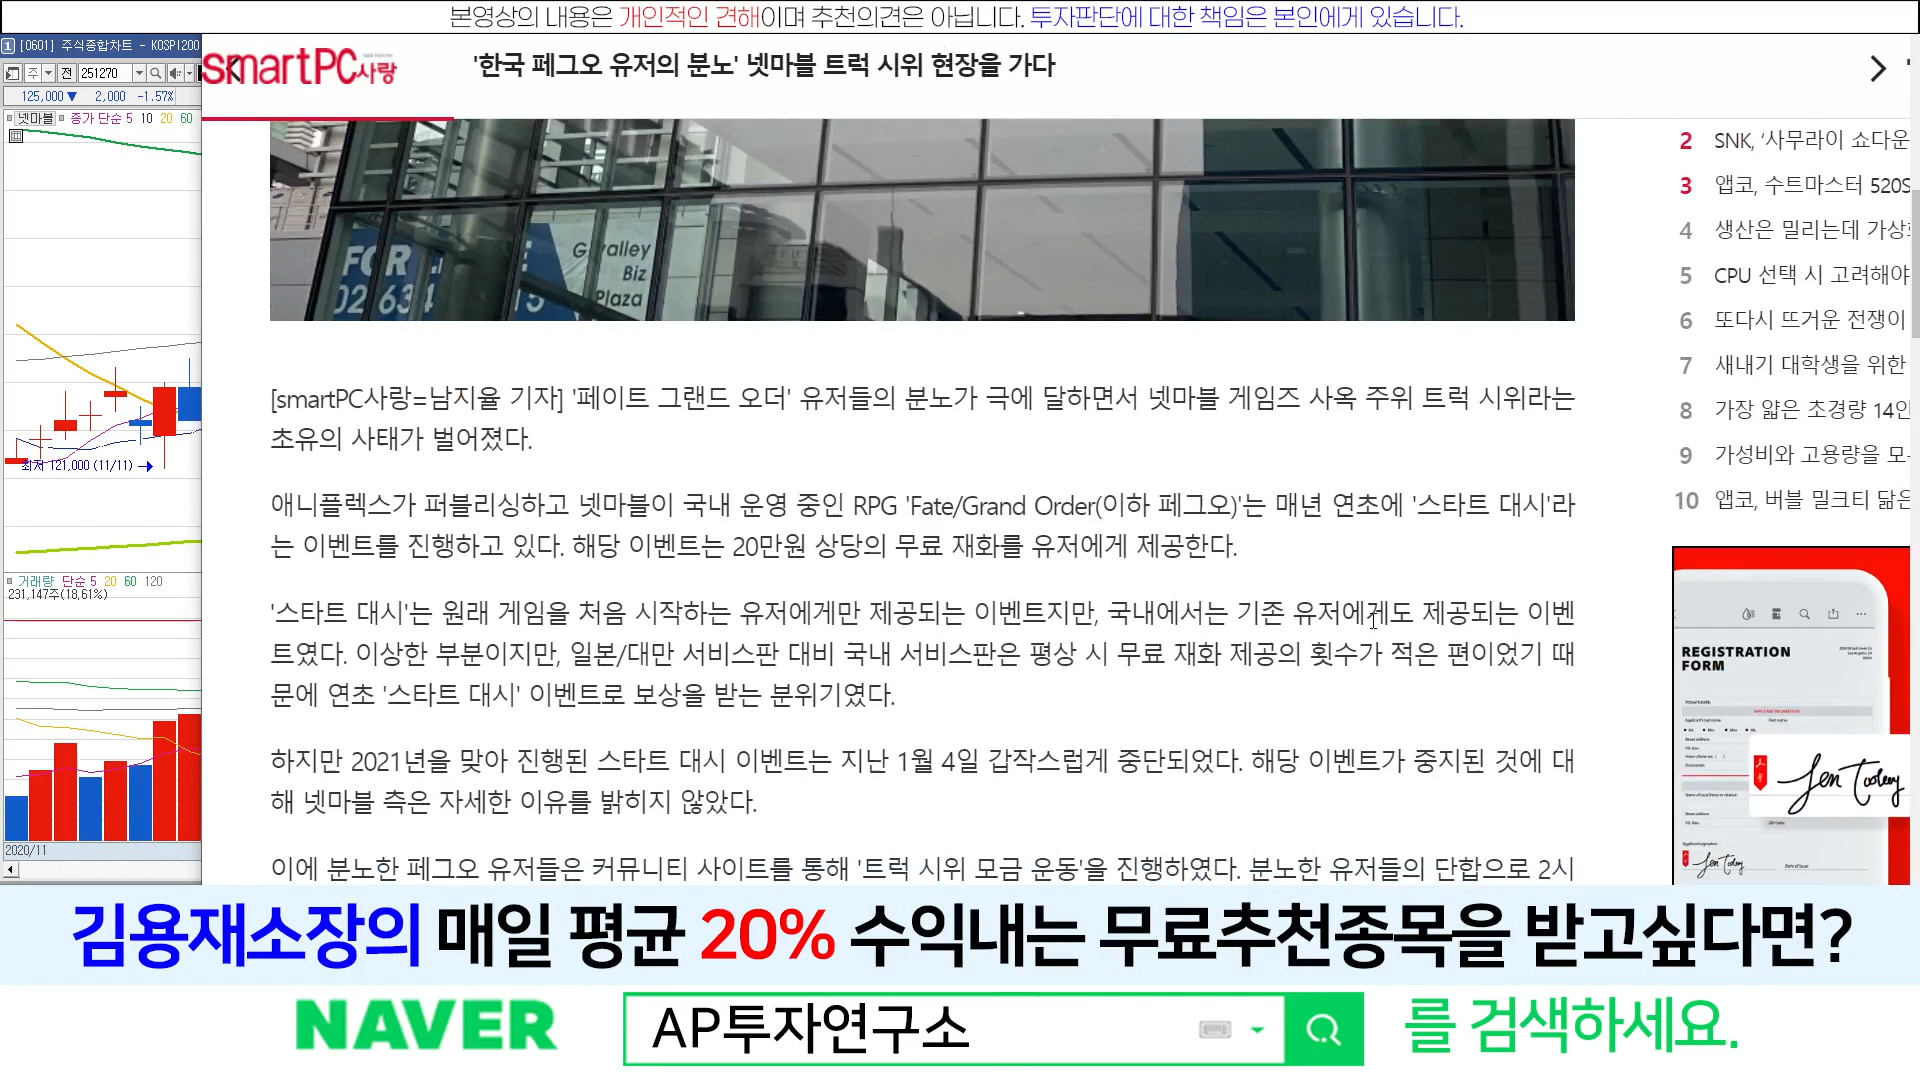 본영상의 내용은 개인적인 견해이며 추천의견은 아닙니다. 투자판단에 대한 책임은 본인에게 있습니다.
1 [0601] 주식종합차트 - KOSPI200
주 전 251270
125,000▼ 2,000 -1.57%
넷마블 종가 단순 5 10 20 60
최저 121,000 (11/11)
거래량 단순 5 20 60 120
231,147주(18,61%)
2020/11
smartPC사랑
'한국 페그오 유저의 분노' 넷마블 트럭 시위 현장을 가다
FOR
02 634
Biz
Plaza
[smartPC사랑=남지율 기자] '페이트 그랜드 오더' 유저들의 분노가 극에 달하면서 넷마블 게임즈 사옥 주위 트럭 시위라는
초유의 사태가 벌어졌다.
애니플렉스가 퍼블리싱하고 넷마블이 국내 운영 중인 RPG 'Fate/Grand Order(이하 페그오)'는 매년 연초에 '스타트 대시'라
는 이벤트를 진행하고 있다. 해당 이벤트는 20만원 상당의 무료 재화를 유저에게 제공한다.
'스타트 대시'는 원래 게임을 처음 시작하는 유저에게만 제공되는 이벤트지만, 국내에서는 기존 유저에게도 제공되는 이벤
트였다. 이상한 부분이지만, 일본/대만 서비스판 대비 국내 서비스판은 평상 시 무료 재화 제공의 횟수가 적은 편이었기 때
문에 연초 '스타트 대시' 이벤트로 보상을 받는 분위기였다.
하지만 2021년을 맞아 진행된 스타트 대시 이벤트는 지난 1월 4일 갑작스럽게 중단되었다. 해당 이벤트가 중지된 것에 대
해 넷마블 측은 자세한 이유를 밝히지 않았다.
이에 분노한 페그오 유저들은 커뮤니티 사이트를 통해 '트럭 시위 모금 운동'을 진행하였다. 분노한 유저들의 단합으로 2시
2 SNK, '사무라이 쇼다운
3 앱코, 수트마스터 520S
4 생산은 밀리는데 가상
5 CPU 선택 시 고려해야
6 또다시 뜨거운 전쟁이
7 새내기 대학생을 위한
8 가장 얇은 초경량 14인
9 가성비와 고용량을 모
10 앱코, 버블 밀크티 닮은
REGISTRATION
FORM
김용재소장의 매일 평균 20% 수익내는 무료추천종목을 받고싶다면?
NAVER AP투자연구소 를 검색하세요.